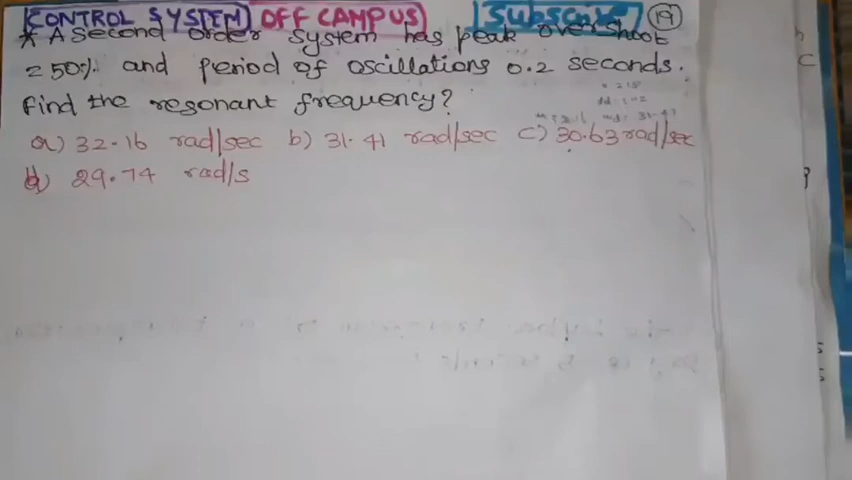 CONTROL SYSTEM OFF CAMPUS Subscribe 19
* A second order system has peak overshoot
= 50% and period of oscillations 0.2 seconds.
Find the resonant frequency?
a) 32.16 rad/sec b) 31.41 rad/sec c) 30.63 rad/sec
d) 29.74 rad/s